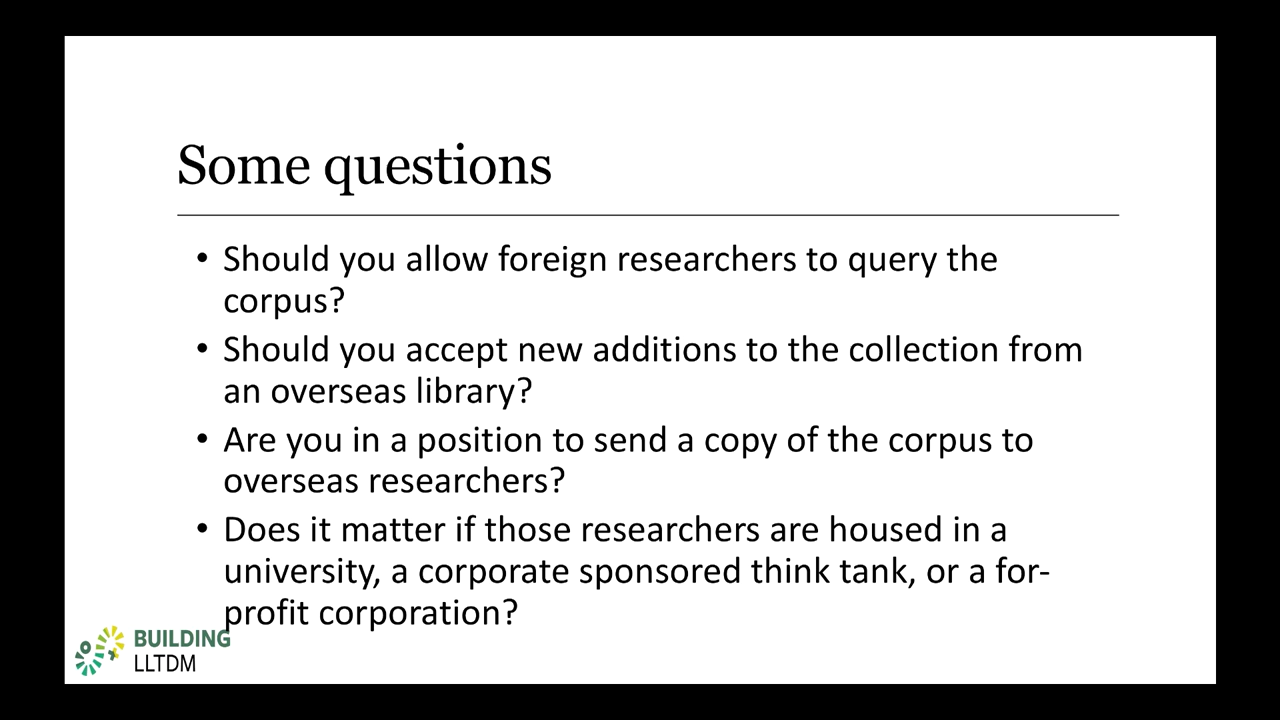 Some questions
• Should you allow foreign researchers to query the
corpus?
• Should you accept new additions to the collection from
an overseas library?
• Are you in a position to send a copy of the corpus to
overseas researchers?
• Does it matter if those researchers are housed in a
university, a corporate sponsored think tank, or a for-
profit corporation?
BUILDING
LLTDM